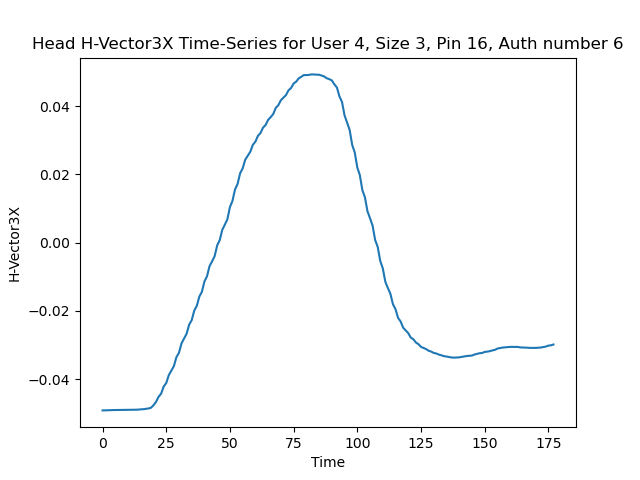 Head H-Vector3X Time-Series for User 4, Size 3, Pin 16, Auth number 6
H-Vector3X
0.04
0.02
0.00
−0.02
−0.04
0 25 50 75 100 125 150 175
Time